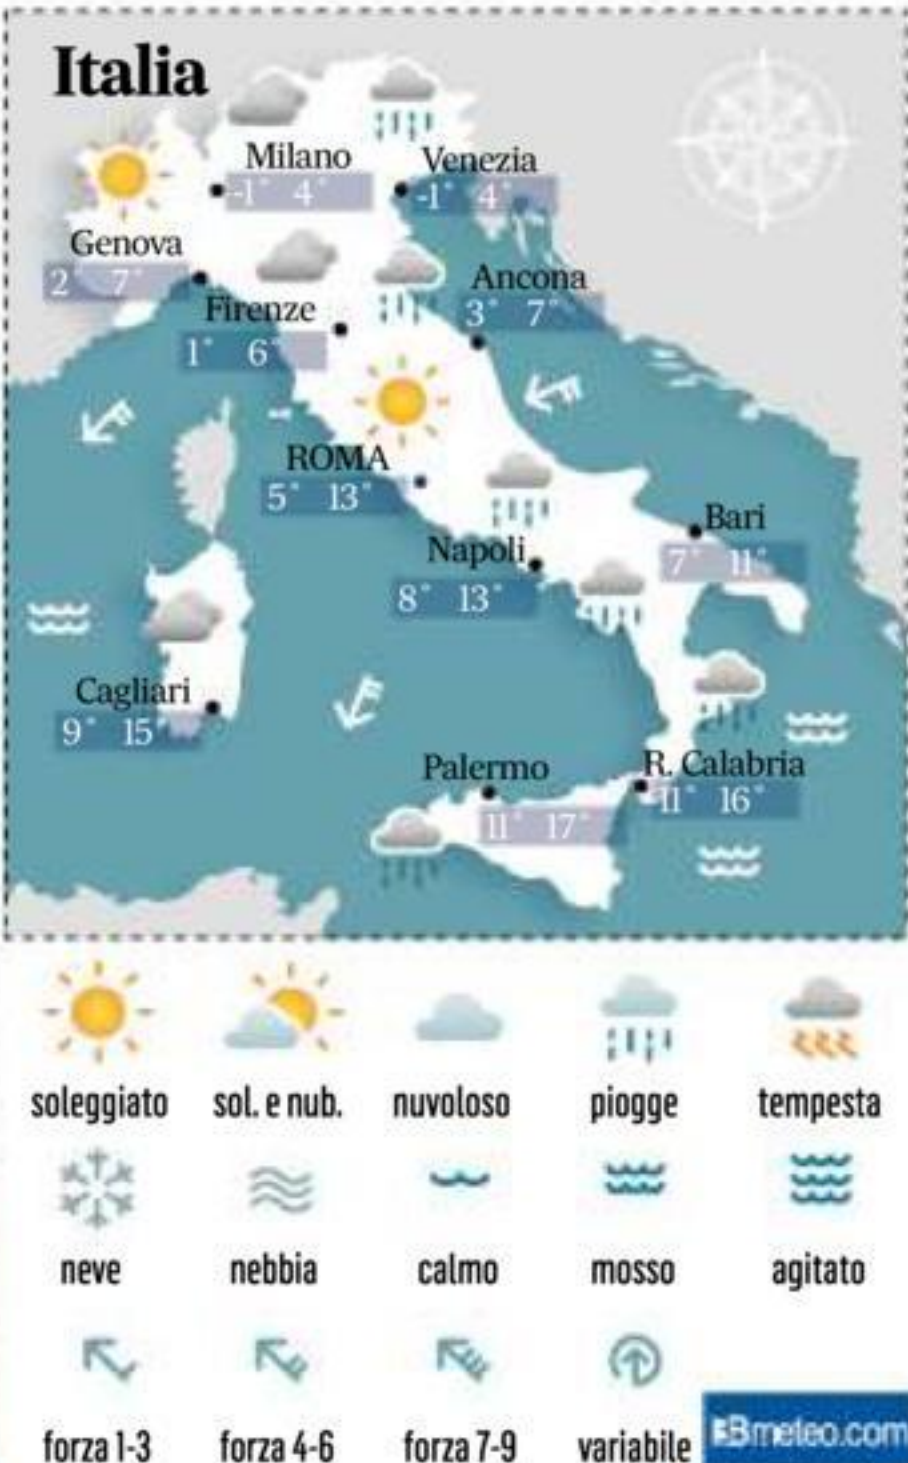 Italia
Milano
-1° 4°
Venezia
-1° 4°
Genova
2° 7°
Firenze
1° 6°
Ancona
3° 7°
ROMA
5° 13°
Napoli
8° 13°
Bari
7° 11°
Cagliari
9° 15°
Palermo
11° 17°
R. Calabria
11° 16°
soleggiato sol. e nub. nuvoloso piogge tempesta
neve nebbia calmo mosso agitato
forza 1-3 forza 4-6 forza 7-9 variabile
3Bmeteo.com